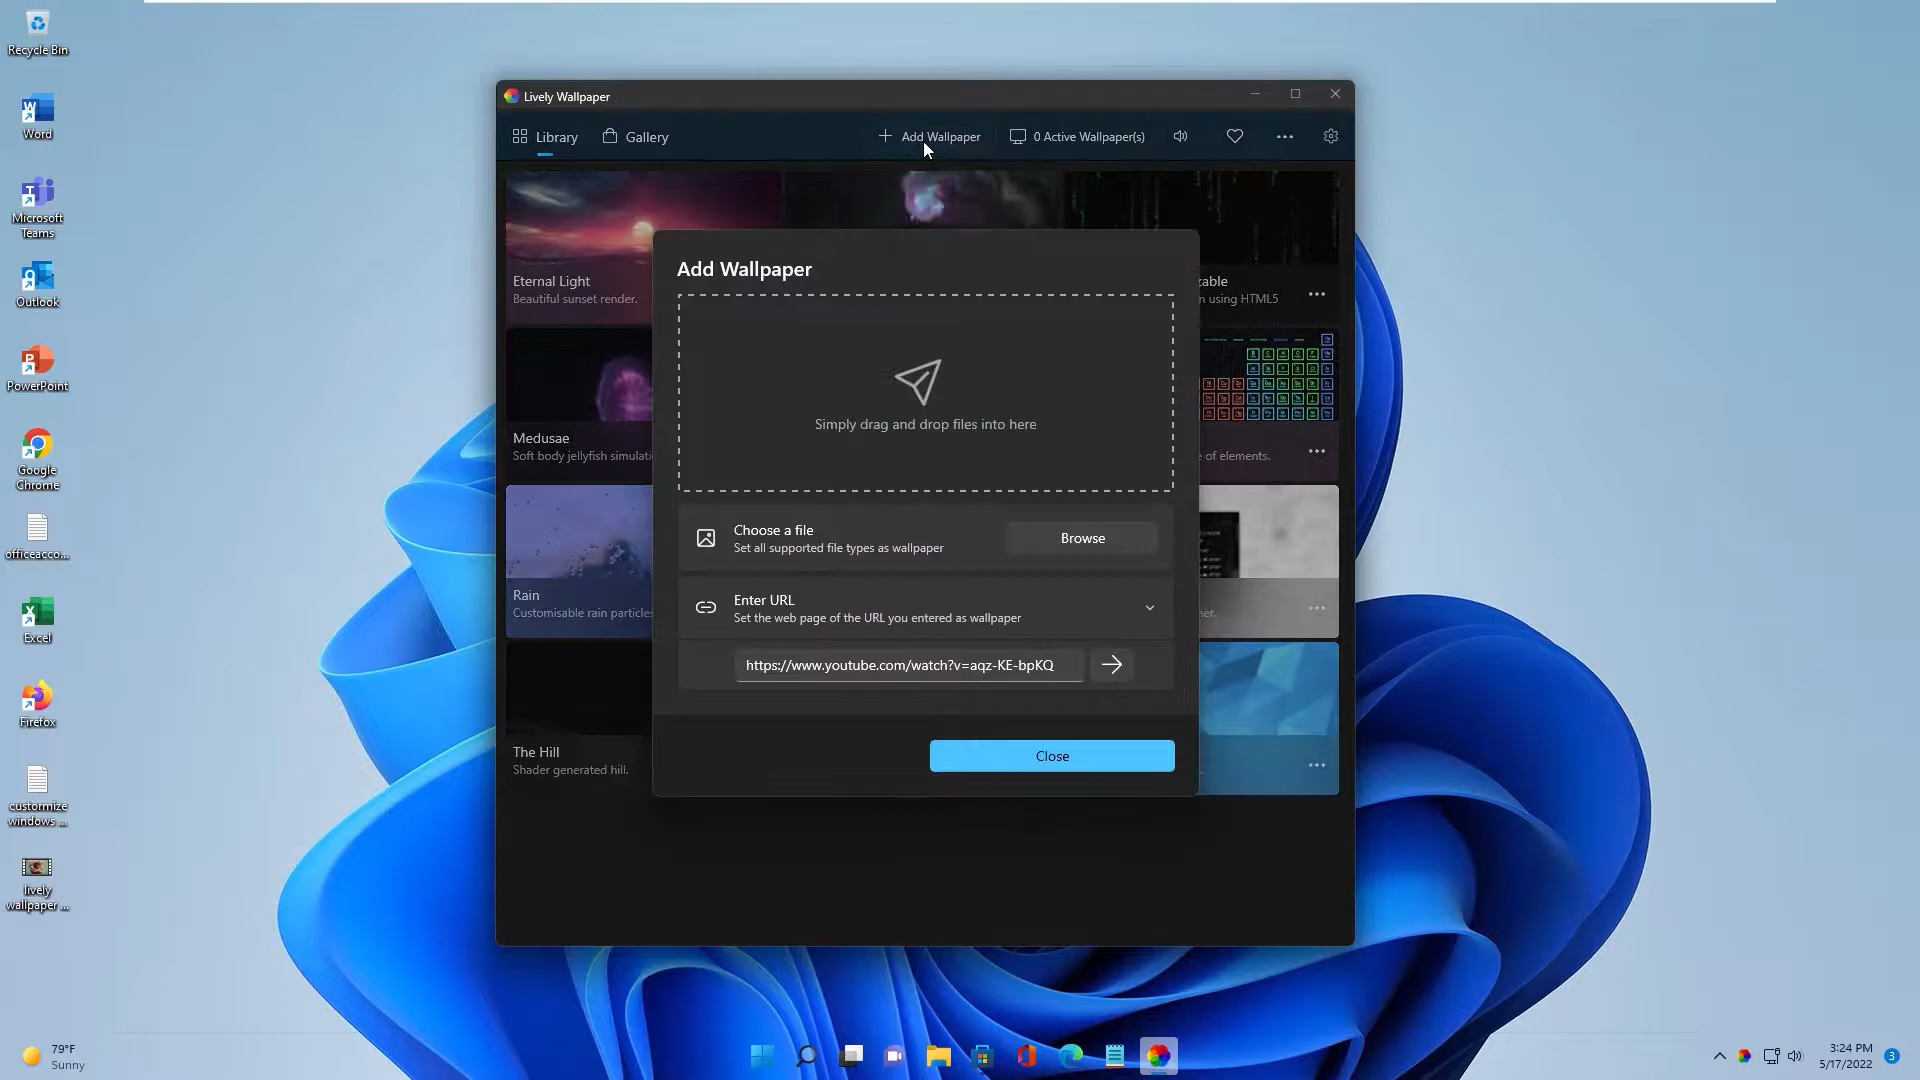 Recycle Bin
Word
Microsoft
Teams
Outlook
PowerPoint
Google
Chrome
officeacco...
Excel
Firefox
custormize
windows ...
lively
wallpaper ...
Lively Wallpaper
Library
Gallery
Add Wallpaper
0 Active Wallpaper(s)
Eternal Light
Beautiful sunset render.
using HTML5
Medusae
Soft body jellyfish
of elements.
Rain
Customisable rain particles
The Hill
Shader generated hill.
Add Wallpaper
Simply drag and drop files into here
Choose a file
Set all supported file types as wallpaper
Browse
Enter URL
Set the web page of the URL you entered as wallpaper
https://www.youtube.com/watch?v=aqz-KE-bpKQ
Close
79°F
Sunny
3:24 PM
5/17/2022
3